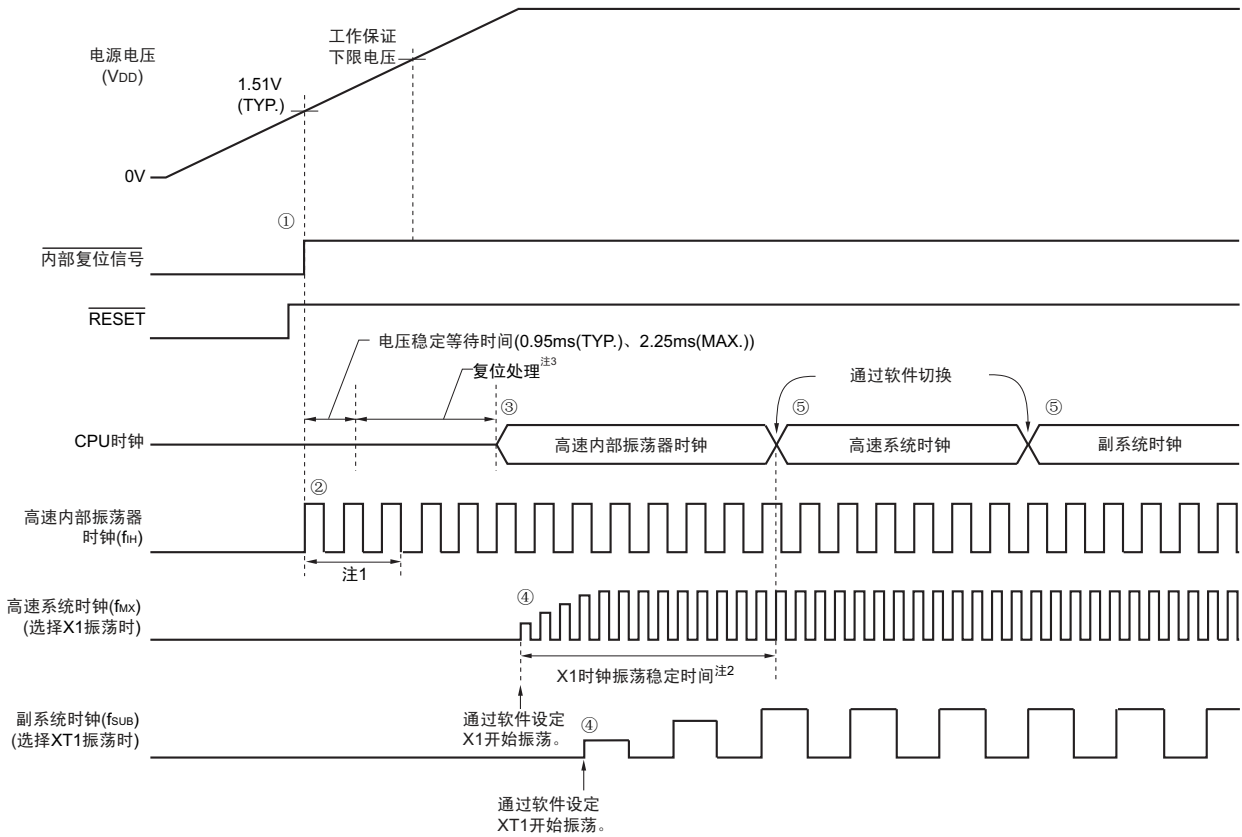 工作保证
下限电压
电源电压
(VDD)
1.51V
(TYP.)
0V
①
内部复位信号
RESET
电压稳定等待时间(0.95ms(TYP.)、2.25ms(MAX.))
复位处理注3
通过软件切换
③
⑤
⑤
CPU时钟
高速内部振荡器时钟
高速系统时钟
副系统时钟
②
高速内部振荡器
时钟(fIH)
注1
高速系统时钟(fMX)
(选择X1振荡时)
④
X1时钟振荡稳定时间注2
通过软件设定
X1开始振荡。
副系统时钟(fSUB)
(选择XT1振荡时)
④
通过软件设定
XT1开始振荡。